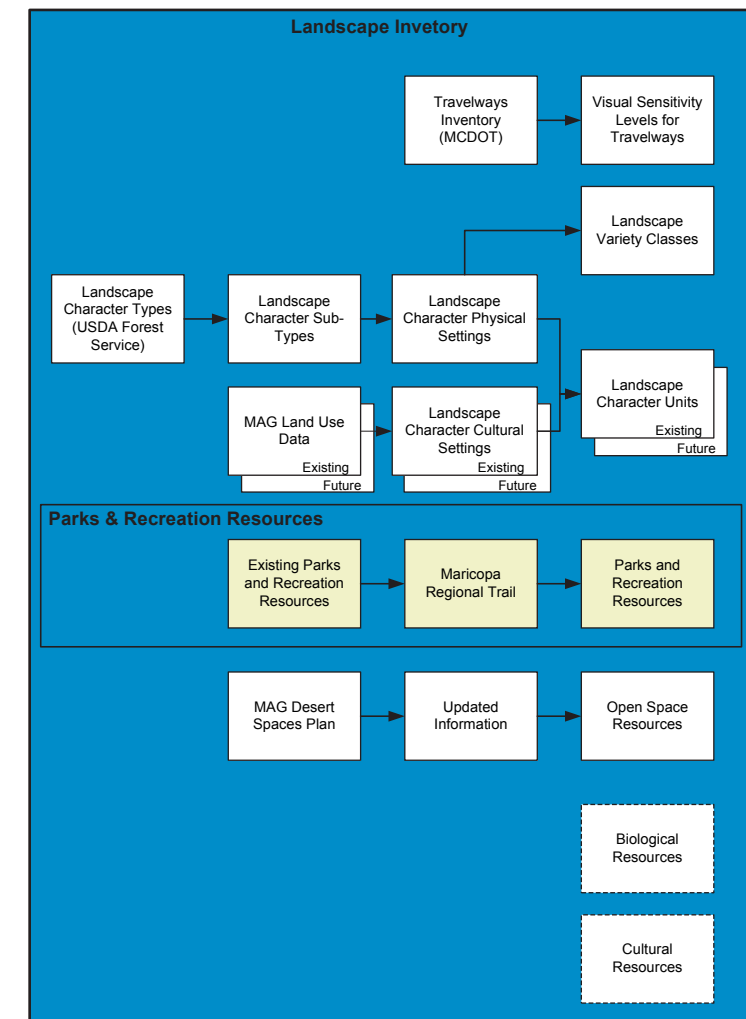 Landscape Invetory
Travelways
Inventory
(MCDOT)
Visual Sensitivity
Levels for
Travelways
Landscape
Variety Classes
Landscape
Character Types
(USDA Forest
Service)
Landscape
Character Sub-
Types
Landscape
Character Physical
Settings
MAG Land Use
Data
Existing
Future
Landscape
Character Cultural
Settings
Existing
Future
Landscape
Character Units
Existing
Future
Parks & Recreation Resources
Existing Parks
and Recreation
Resources
Maricopa
Regional Trail
Parks and
Recreation
Resources
MAG Desert
Spaces Plan
Updated
Information
Open Space
Resources
Biological
Resources
Cultural
Resources